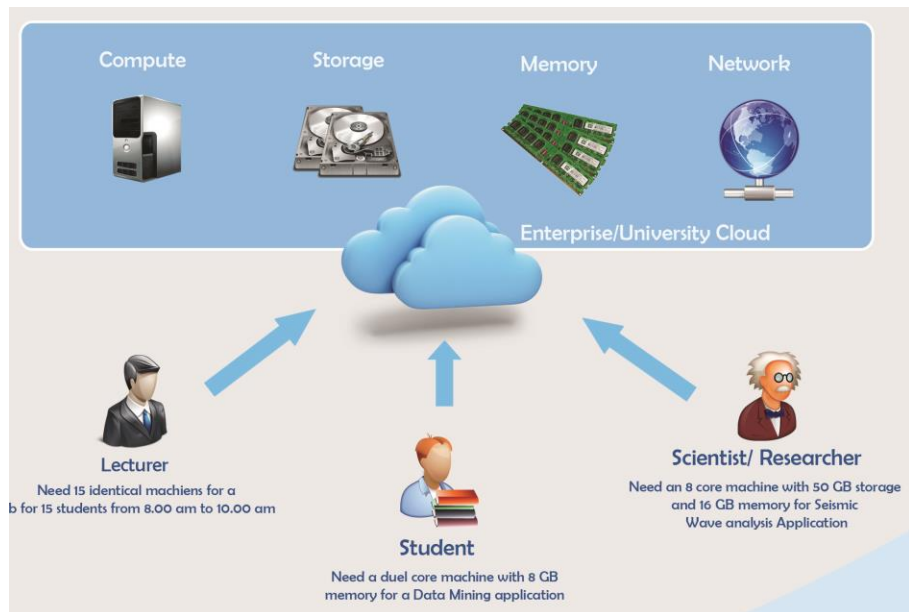 Compute
Storage
Memory
Network
Enterprise/University Cloud
Lecturer
Need 15 identical machiens for a
b for 15 students from 8.00 am to 10.00 am
Student
Need a duel core machine with 8 GB
memory for a Data Mining application
Scientist/ Researcher
Need an 8 core machine with 50 GB storage
and 16 GB memory for Seismic
Wave analysis Application